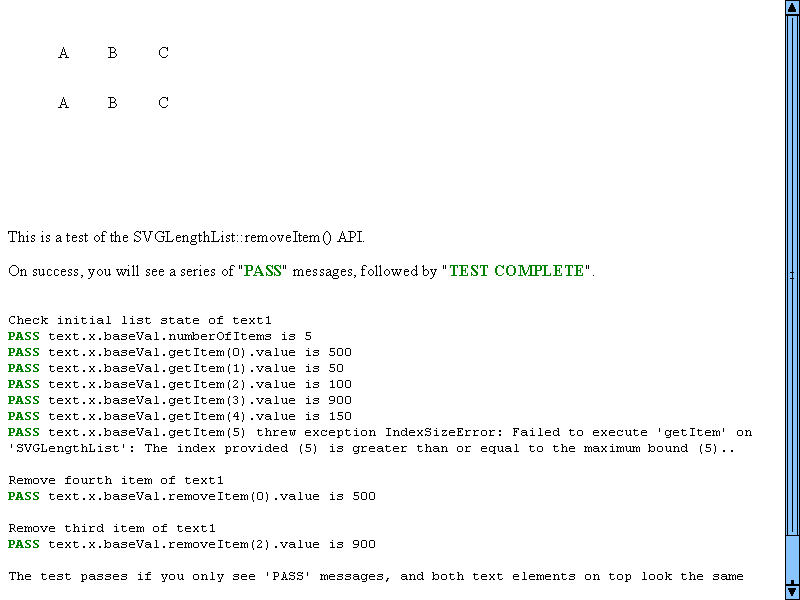 A B C
A B C
This is a test of the SVGLengthList::removeItem() API.
On success, you will see a series of "PASS" messages, followed by "TEST COMPLETE".
Check initial list state of text1
PASS text.x.baseVal.numberOfItems is 5
PASS text.x.baseVal.getItem(0).value is 500
PASS text.x.baseVal.getItem(1).value is 50
PASS text.x.baseVal.getItem(2).value is 100
PASS text.x.baseVal.getItem(3).value is 900
PASS text.x.baseVal.getItem(4).value is 150
PASS text.x.baseVal.getItem(5) threw exception IndexSizeError: Failed to execute 'getItem' on
'SVGLengthList': The index provided (5) is greater than or equal to the maximum bound (5)..
Remove fourth item of text1
PASS text.x.baseVal.removeItem(0).value is 500
Remove third item of text1
PASS text.x.baseVal.removeItem(2).value is 900
The test passes if you only see 'PASS' messages, and both text elements on top look the same